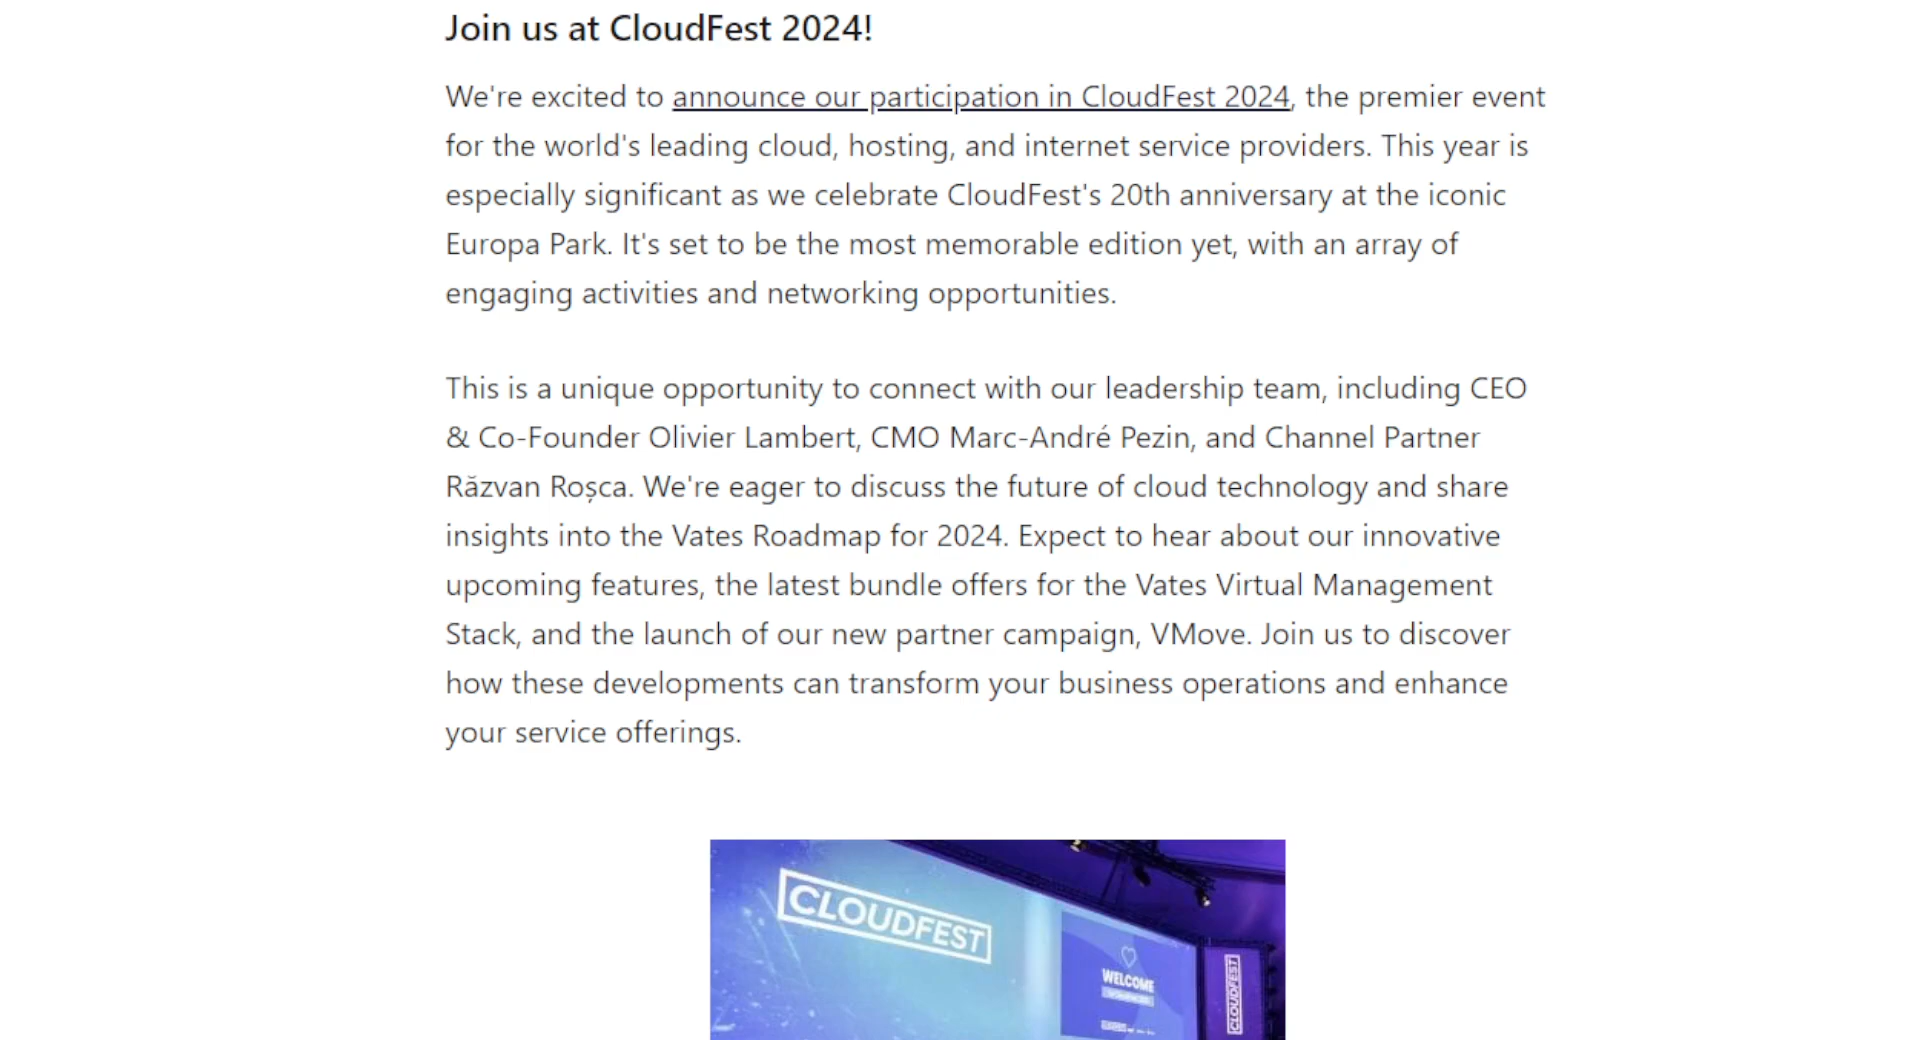 Join us at CloudFest 2024!
We're excited to announce our participation in CloudFest 2024, the premier event
for the world's leading cloud, hosting, and internet service providers. This year is
especially significant as we celebrate CloudFest's 20th anniversary at the iconic
Europa Park. It's set to be the most memorable edition yet, with an array of
engaging activities and networking opportunities.
This is a unique opportunity to connect with our leadership team, including CEO
& Co-Founder Olivier Lambert, CMO Marc-André Pezin, and Channel Partner
Răzvan Roșca. We're eager to discuss the future of cloud technology and share
insights into the Vates Roadmap for 2024. Expect to hear about our innovative
upcoming features, the latest bundle offers for the Vates Virtual Management
Stack, and the launch of our new partner campaign, VMove. Join us to discover
how these developments can transform your business operations and enhance
your service offerings.
CLOUDFEST
WELCOME
CLOUDFEST